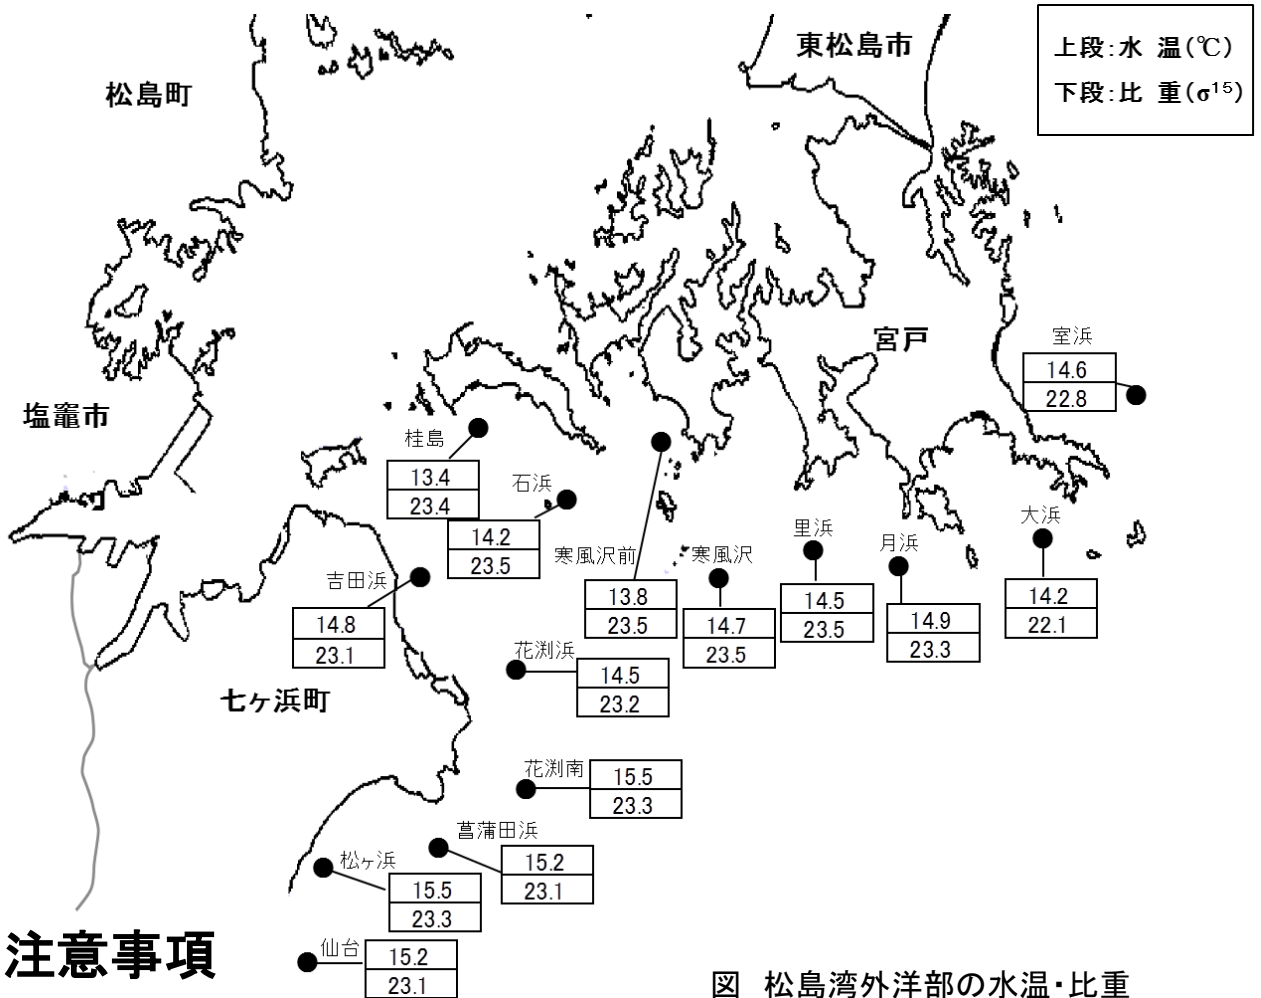 東松島市
上段:水 温(℃)
下段:比 重(σ¹⁵)
松島町
宮戸
室浜
14.6
22.8
塩竈市
桂島
13.4
23.4
石浜
14.2
23.5
寒風沢前
13.8
23.5
寒風沢
14.7
23.5
里浜
14.5
23.5
月浜
14.9
23.3
大浜
14.2
22.1
吉田浜
14.8
23.1
七ヶ浜町
花渕浜
14.5
23.2
花渕南
15.5
23.3
菖蒲田浜
15.2
23.1
松ヶ浜
15.5
23.3
仙台
15.2
23.1
注意事項
図 松島湾外洋部の水温・比重